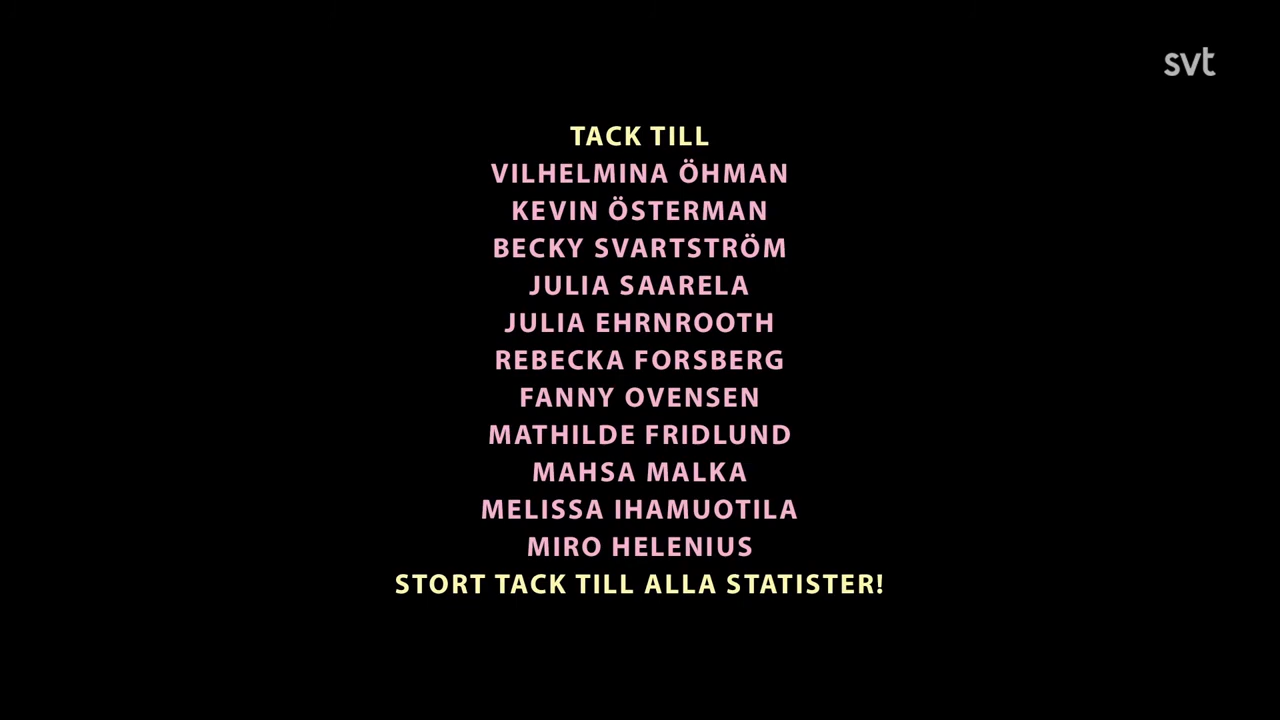 svt
TACK TILL
VILHELMINA ÖHMAN
KEVIN ÖSTERMAN
BECKY SVARTSTRÖM
JULIA SAARELA
JULIA EHRNROOTH
REBECKA FORSBERG
FANNY OVENSEN
MATHILDE FRIDLUND
MAHSA MALKA
MELISSA IHAMUOTILA
MIRO HELENIUS
STORT TACK TILL ALLA STATISTER!